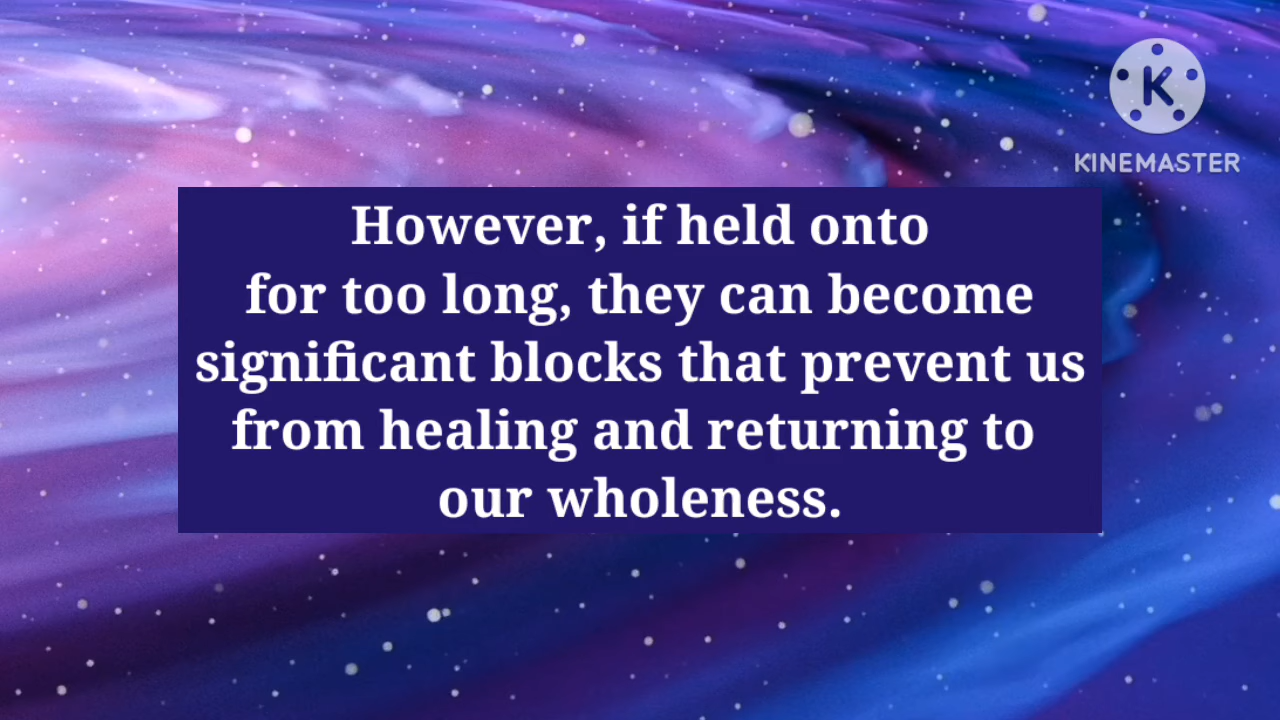 K
KINEMASTER
However, if held onto
for too long, they can become
significant blocks that prevent us
from healing and returning to
our wholeness.